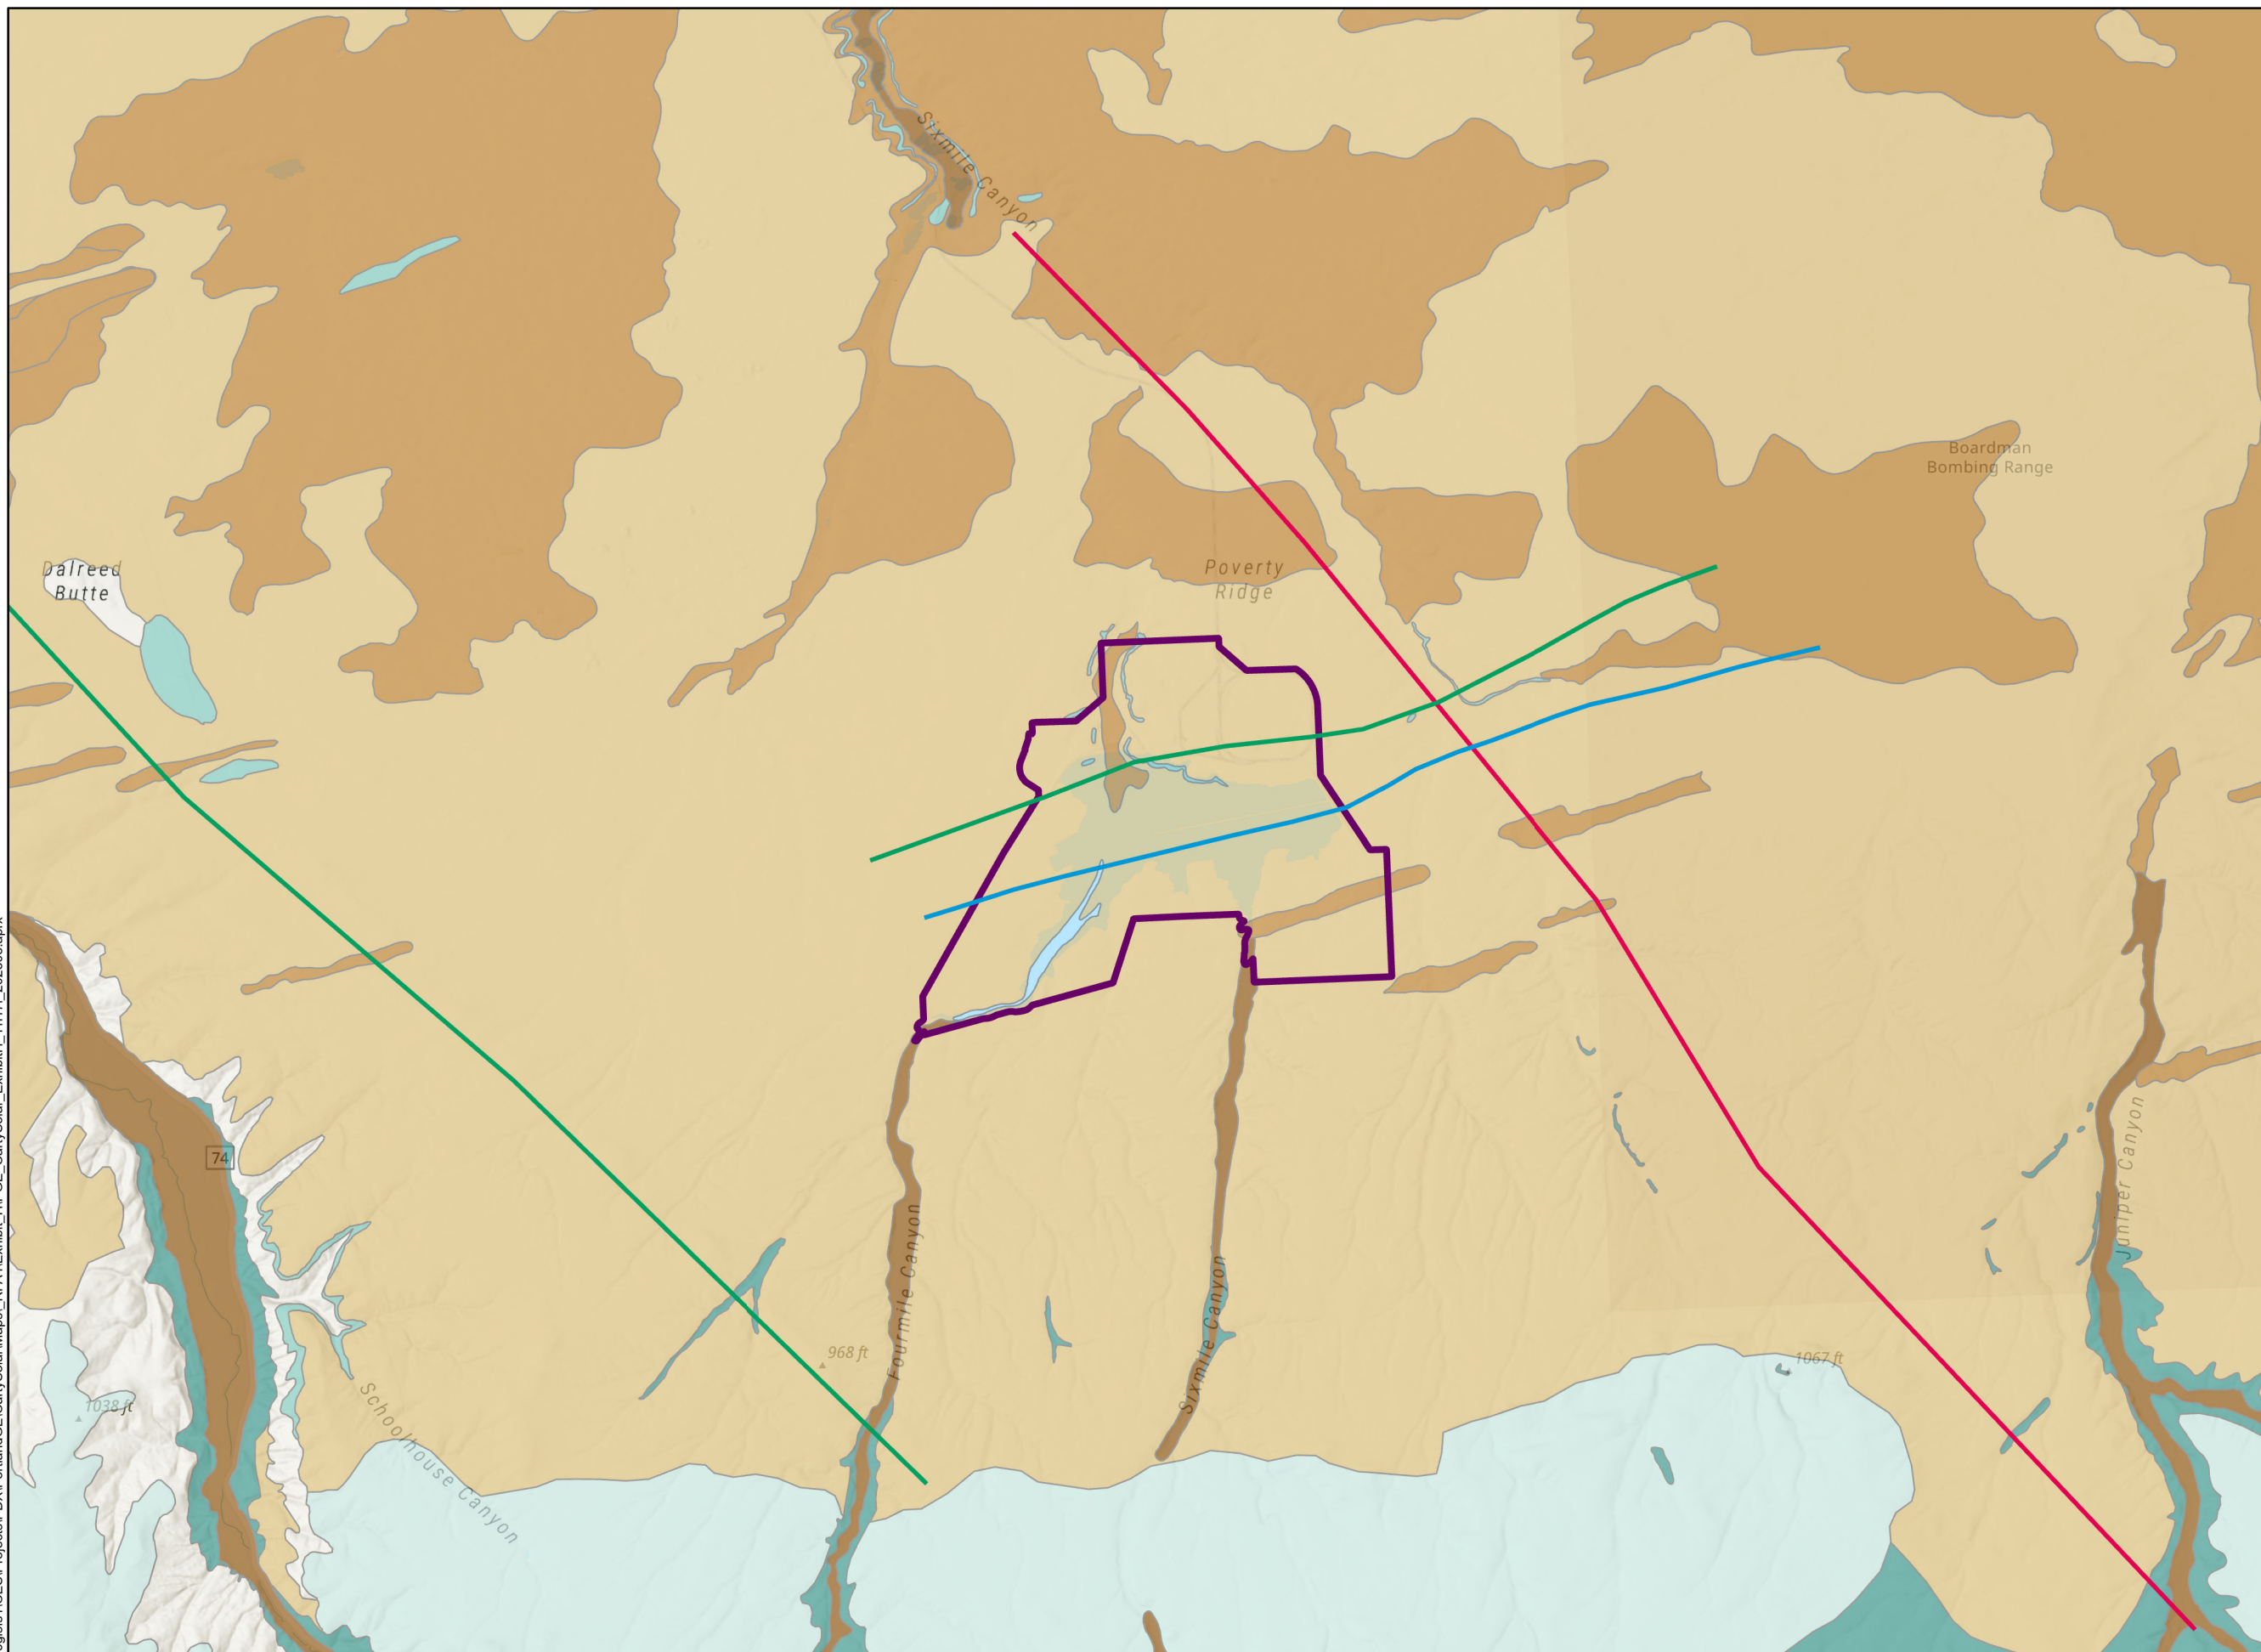 Sixmile Canyon
Boardman
Bombing Range
Dalreed
Butte
Poverty
Ridge
74
Juniper Canyon
Fourmile Canyon
Sixmile Canyon
968 ft
1067 ft
1038 ft
Schoolhouse Canyon